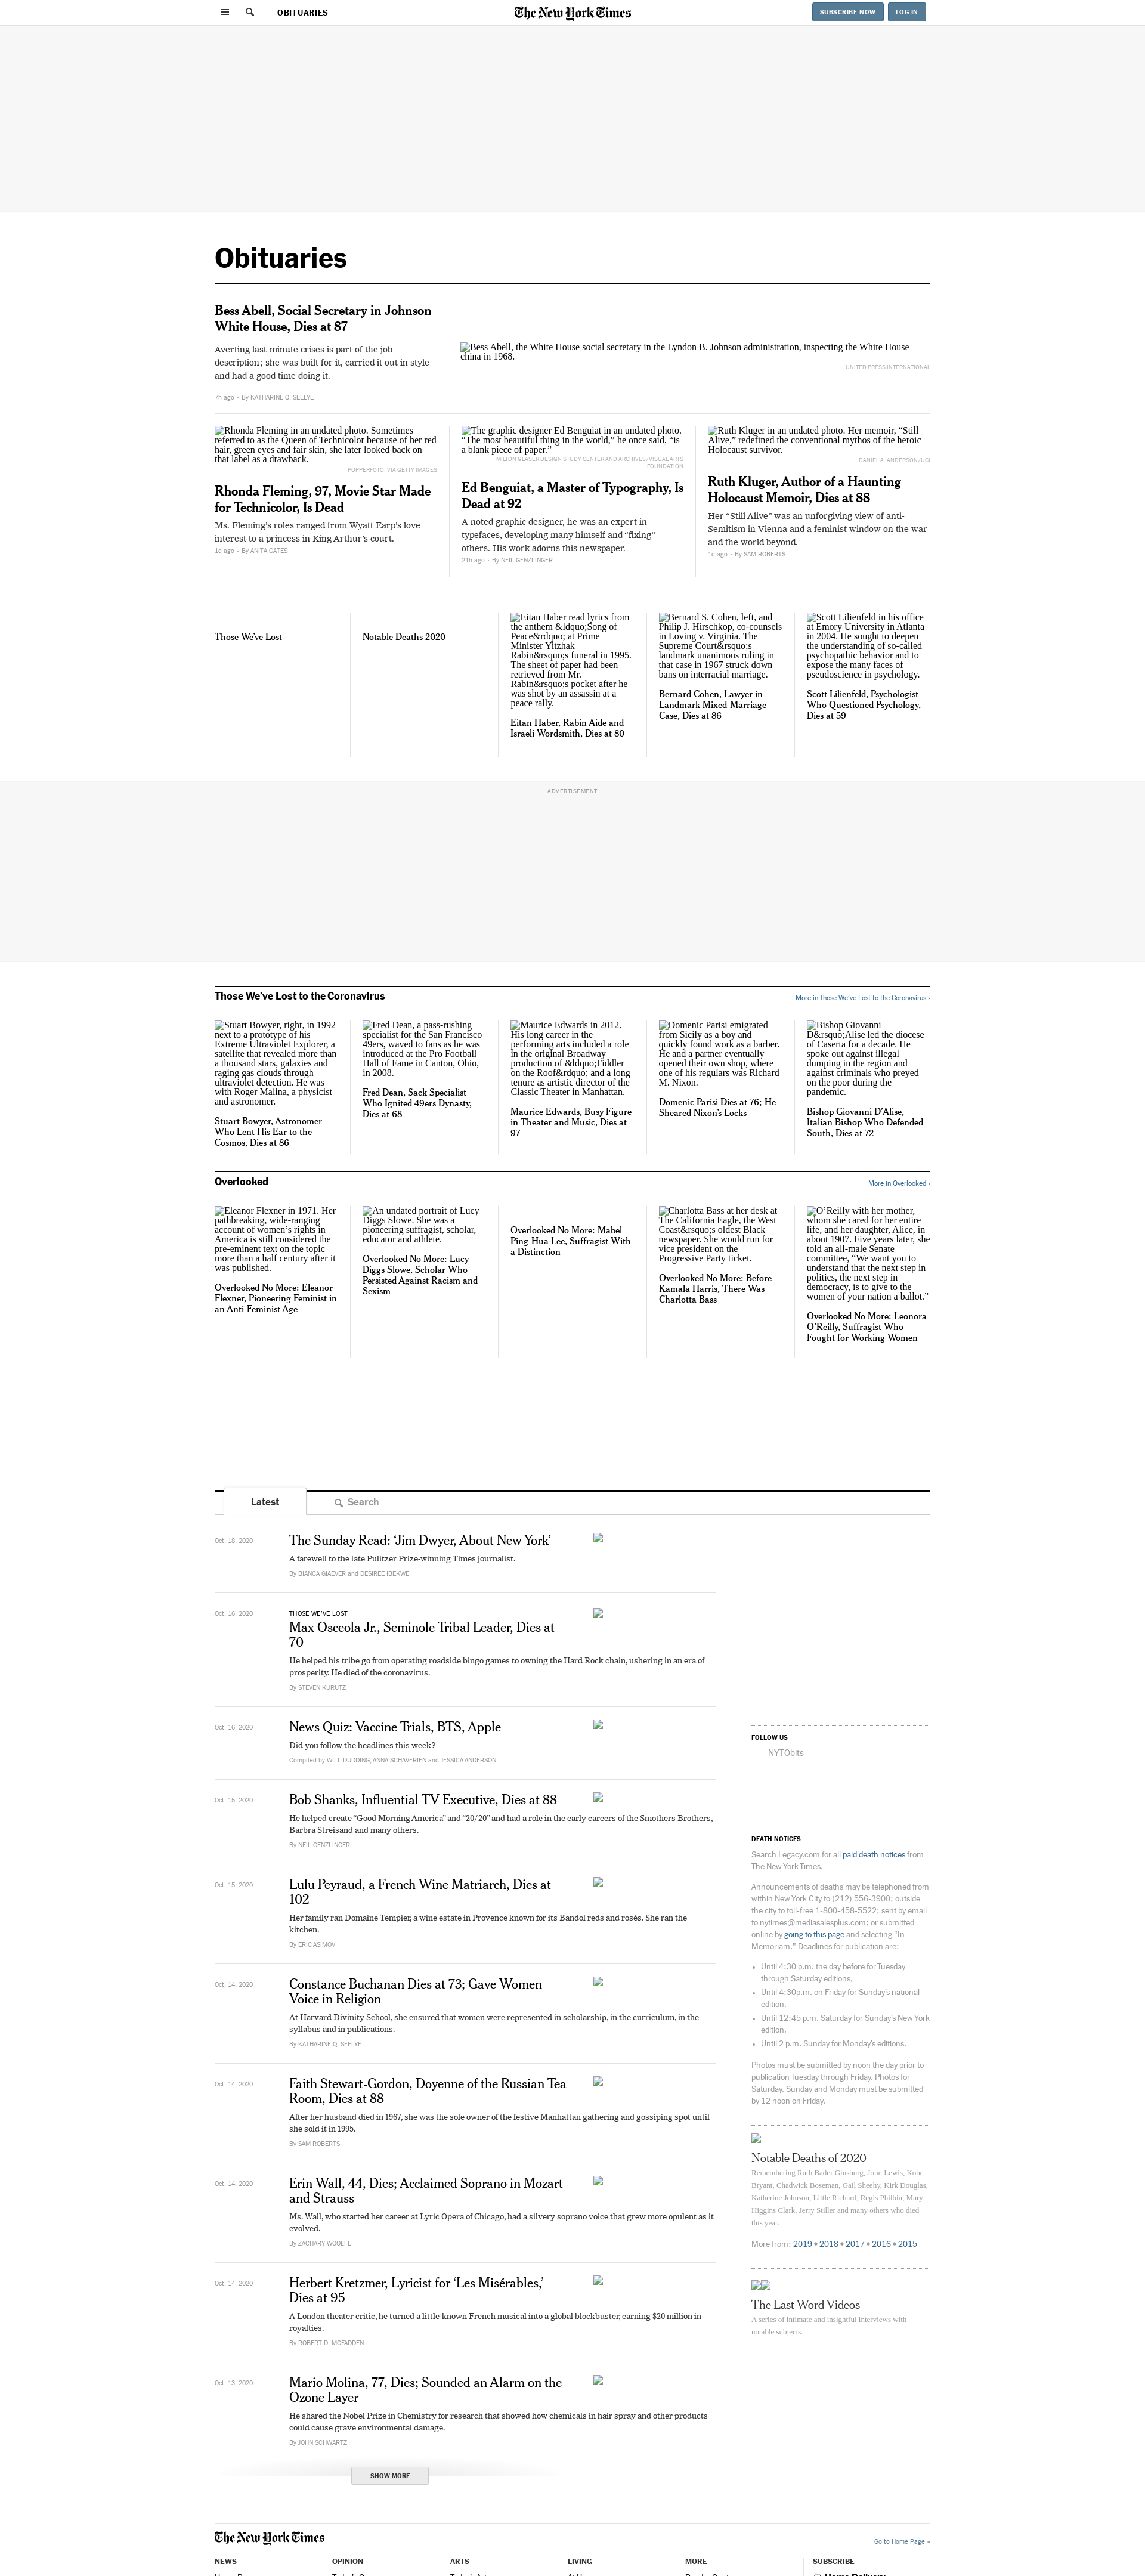 OBITUARIES
The New York Times
SUBSCRIBE NOW
LOG IN
Obituaries
Bess Abell, Social Secretary in Johnson
White House, Dies at 87
Averting last-minute crises is part of the job
description; she was built for it, carried it out in style
and had a good time doing it.
7h ago • By KATHARINE Q. SEELYE
Bess Abell, the White House social secretary in the Lyndon B. Johnson administration, inspecting the White House
china in 1968.
UNITED PRESS INTERNATIONAL
Rhonda Fleming in an undated photo. Sometimes
referred to as the Queen of Technicolor because of her red
hair, green eyes and fair skin, she later looked back on
that label as a drawback.
POPPERFOTO, VIA GETTY IMAGES
Rhonda Fleming, 97, Movie Star Made
for Technicolor, Is Dead
Ms. Fleming's roles ranged from Wyatt Earp's love
interest to a princess in King Arthur's court.
1d ago • By ANITA GATES
The graphic designer Ed Benguiat in an undated photo.
“The most beautiful thing in the world,” he once said, “is
a blank piece of paper.”
MILTON GLASER DESIGN STUDY CENTER AND ARCHIVES/VISUAL ARTS
FOUNDATION
Ed Benguiat, a Master of Typography, Is
Dead at 92
A noted graphic designer, he was an expert in
typefaces, developing many himself and “fixing”
others. His work adorns this newspaper.
21h ago • By NEIL GENZLINGER
Ruth Kluger in an undated photo. Her memoir, “Still
Alive,” redefined the conventional mythos of the heroic
Holocaust survivor.
DANIEL A. ANDERSON/UCI
Ruth Kluger, Author of a Haunting
Holocaust Memoir, Dies at 88
Her “Still Alive” was an unforgiving view of anti-
Semitism in Vienna and a feminist window on the war
and the world beyond.
1d ago • By SAM ROBERTS
Those We've Lost
Notable Deaths 2020
Eitan Haber read lyrics from
the anthem &ldquo;Song of
Peace&rdquo; at Prime
Minister Yitzhak
Rabin&rsquo;s funeral in 1995.
The sheet of paper had been
retrieved from Mr.
Rabin&rsquo;s pocket after he
was shot by an assassin at a
peace rally.
Eitan Haber, Rabin Aide and
Israeli Wordsmith, Dies at 80
Bernard S. Cohen, left, and
Philip J. Hirschkop, co-counsels
in Loving v. Virginia. The
Supreme Court&rsquo;s
landmark unanimous ruling in
that case in 1967 struck down
bans on interracial marriage.
Bernard Cohen, Lawyer in
Landmark Mixed-Marriage
Case, Dies at 86
Scott Lilienfeld in his office
at Emory University in Atlanta
in 2004. He sought to deepen
the understanding of so-called
psychopathic behavior and to
expose the many faces of
pseudoscience in psychology.
Scott Lilienfeld, Psychologist
Who Questioned Psychology,
Dies at 59
ADVERTISEMENT
Those We've Lost to the Coronavirus
More in Those We've Lost to the Coronavirus ›
Stuart Bowyer, right, in 1992
next to a prototype of his
Extreme Ultraviolet Explorer, a
satellite that revealed more than
a thousand stars, galaxies and
raging gas clouds through
ultraviolet detection. He was
with Roger Malina, a physicist
and astronomer.
Stuart Bowyer, Astronomer
Who Lent His Ear to the
Cosmos, Dies at 86
Fred Dean, a pass-rushing
specialist for the San Francisco
49ers, waved to fans as he was
introduced at the Pro Football
Hall of Fame in Canton, Ohio,
in 2008.
Fred Dean, Sack Specialist
Who Ignited 49ers Dynasty,
Dies at 68
Maurice Edwards in 2012.
His long career in the
performing arts included a role
in the original Broadway
production of &ldquo;Fiddler
on the Roof&rdquo; and a long
tenure as artistic director of the
Classic Theater in Manhattan.
Maurice Edwards, Busy Figure
in Theater and Music, Dies at
97
Domenic Parisi emigrated
from Sicily as a boy and
quickly found work as a barber.
He and a partner eventually
opened their own shop, where
one of his regulars was Richard
M. Nixon.
Domenic Parisi Dies at 76; He
Sheared Nixon's Locks
Bishop Giovanni
D&rsquo;Alise led the diocese
of Caserta for a decade. He
spoke out against illegal
dumping in the region and
against criminals who preyed
on the poor during the
pandemic.
Bishop Giovanni D'Alise,
Italian Bishop Who Defended
South, Dies at 72
Overlooked
More in Overlooked ›
Eleanor Flexner in 1971. Her
pathbreaking, wide-ranging
account of women's rights in
America is still considered the
pre-eminent text on the topic
more than a half century after it
was published.
Overlooked No More: Eleanor
Flexner, Pioneering Feminist in
an Anti-Feminist Age
An undated portrait of Lucy
Diggs Slowe. She was a
pioneering suffragist, scholar,
educator and athlete.
Overlooked No More: Lucy
Diggs Slowe, Scholar Who
Persisted Against Racism and
Sexism
Overlooked No More: Mabel
Ping-Hua Lee, Suffragist With
a Distinction
Charlotta Bass at her desk at
The California Eagle, the West
Coast&rsquo;s oldest Black
newspaper. She would run for
vice president on the
Progressive Party ticket.
Overlooked No More: Before
Kamala Harris, There Was
Charlotta Bass
O'Reilly with her mother,
whom she cared for her entire
life, and her daughter, Alice, in
about 1907. Five years later, she
told an all-male Senate
committee, “We want you to
understand that the next step in
politics, the next step in
democracy, is to give to the
women of your nation a ballot.”
Overlooked No More: Leonora
O'Reilly, Suffragist Who
Fought for Working Women
Latest
Search
Oct. 18, 2020
The Sunday Read: ‘Jim Dwyer, About New York’
A farewell to the late Pulitzer Prize-winning Times journalist.
By BIANCA GIAEVER and DESIREE IBEKWE
Oct. 16, 2020
THOSE WE'VE LOST
Max Osceola Jr., Seminole Tribal Leader, Dies at
70
He helped his tribe go from operating roadside bingo games to owning the Hard Rock chain, ushering in an era of
prosperity. He died of the coronavirus.
By STEVEN KURUTZ
Oct. 16, 2020
News Quiz: Vaccine Trials, BTS, Apple
Did you follow the headlines this week?
Compiled by WILL DUDDING, ANNA SCHAVERIEN and JESSICA ANDERSON
Oct. 15, 2020
Bob Shanks, Influential TV Executive, Dies at 88
He helped create “Good Morning America” and “20/20” and had a role in the early careers of the Smothers Brothers,
Barbra Streisand and many others.
By NEIL GENZLINGER
Oct. 15, 2020
Lulu Peyraud, a French Wine Matriarch, Dies at
102
Her family ran Domaine Tempier, a wine estate in Provence known for its Bandol reds and rosés. She ran the
kitchen.
By ERIC ASIMOV
Oct. 14, 2020
Constance Buchanan Dies at 73; Gave Women
Voice in Religion
At Harvard Divinity School, she ensured that women were represented in scholarship, in the curriculum, in the
syllabus and in publications.
By KATHARINE Q. SEELYE
Oct. 14, 2020
Faith Stewart-Gordon, Doyenne of the Russian Tea
Room, Dies at 88
After her husband died in 1967, she was the sole owner of the festive Manhattan gathering and gossiping spot until
she sold it in 1995.
By SAM ROBERTS
Oct. 14, 2020
Erin Wall, 44, Dies; Acclaimed Soprano in Mozart
and Strauss
Ms. Wall, who started her career at Lyric Opera of Chicago, had a silvery soprano voice that grew more opulent as it
evolved.
By ZACHARY WOOLFE
Oct. 14, 2020
Herbert Kretzmer, Lyricist for ‘Les Misérables,’
Dies at 95
A London theater critic, he turned a little-known French musical into a global blockbuster, earning $20 million in
royalties.
By ROBERT D. MCFADDEN
Oct. 13, 2020
Mario Molina, 77, Dies; Sounded an Alarm on the
Ozone Layer
He shared the Nobel Prize in Chemistry for research that showed how chemicals in hair spray and other products
could cause grave environmental damage.
By JOHN SCHWARTZ
SHOW MORE
FOLLOW US
NYTObits
DEATH NOTICES
Search Legacy.com for all paid death notices from
The New York Times.
Announcements of deaths may be telephoned from
within New York City to (212) 556-3900; outside
the city to toll-free 1-800-458-5522; sent by email
to nytimes@mediasalesplus.com; or submitted
online by going to this page and selecting "In
Memoriam." Deadlines for publication are:
• Until 4:30 p.m. the day before for Tuesday
through Saturday editions.
• Until 4:30p.m. on Friday for Sunday's national
edition.
• Until 12:45 p.m. Saturday for Sunday's New York
edition.
• Until 2 p.m. Sunday for Monday's editions.
Photos must be submitted by noon the day prior to
publication Tuesday through Friday. Photos for
Saturday, Sunday and Monday must be submitted
by 12 noon on Friday.
Notable Deaths of 2020
Remembering Ruth Bader Ginsburg, John Lewis, Kobe
Bryant, Chadwick Boseman, Gail Sheehy, Kirk Douglas,
Katherine Johnson, Little Richard, Regis Philbin, Mary
Higgins Clark, Jerry Stiller and many others who died
this year.
More from: 2019 • 2018 • 2017 • 2016 • 2015
The Last Word Videos
A series of intimate and insightful interviews with
notable subjects.
The New York Times
Go to Home Page »
NEWS
OPINION
ARTS
LIVING
MORE
SUBSCRIBE